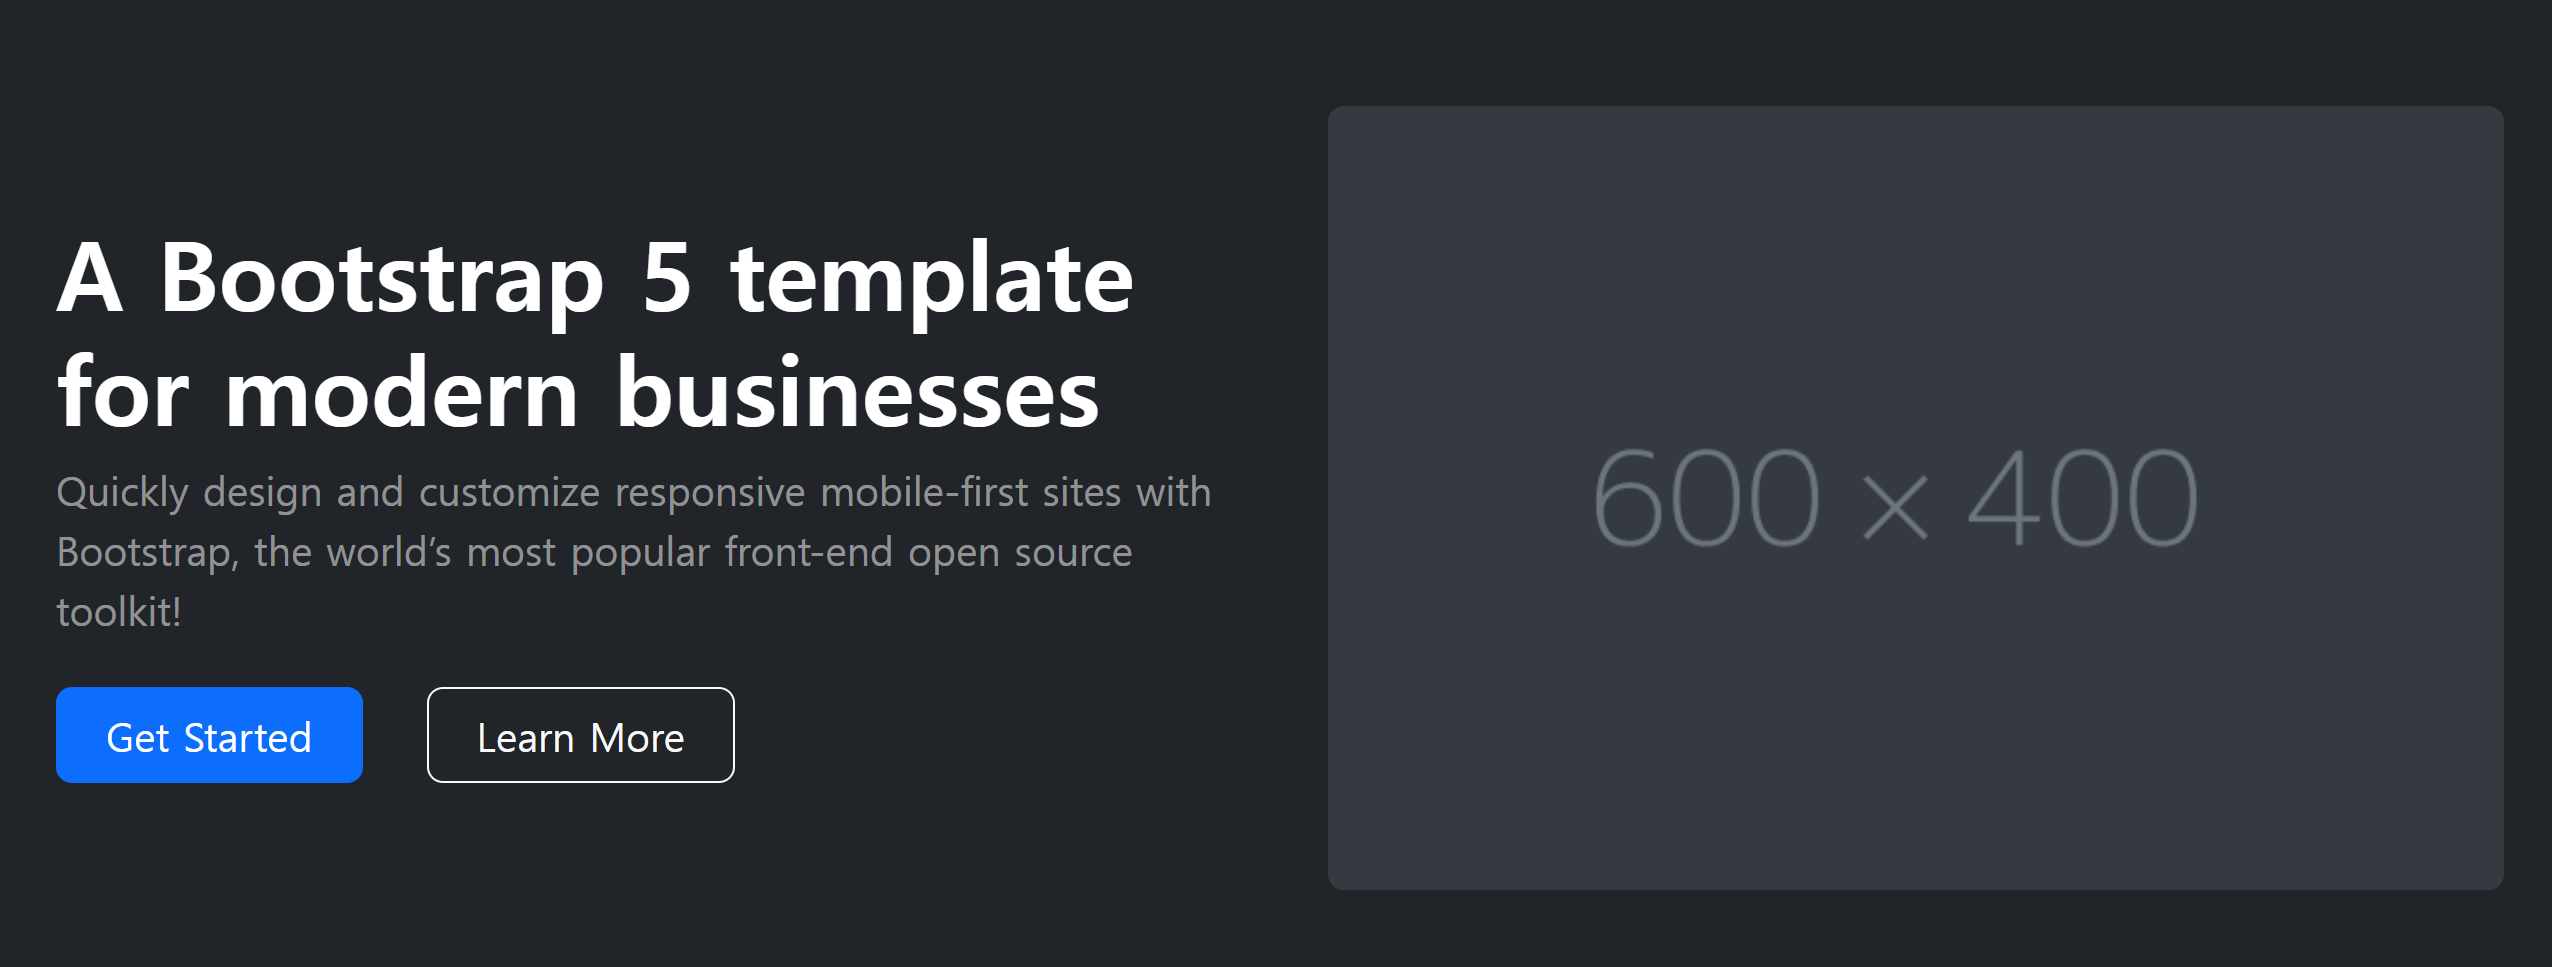 A Bootstrap 5 template
for modern businesses
Quickly design and customize responsive mobile-first sites with
Bootstrap, the world’s most popular front-end open source
toolkit!
Get Started
Learn More
600 × 400